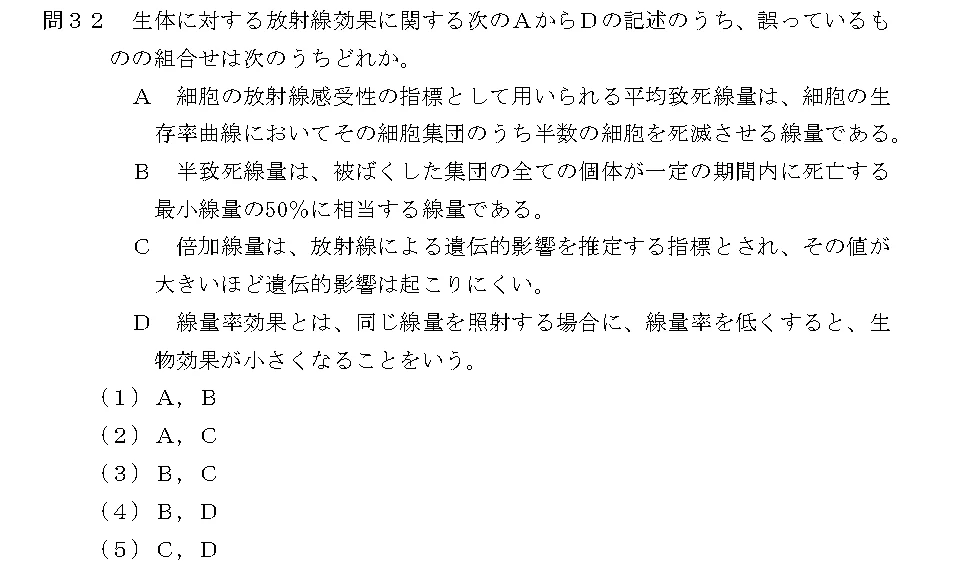 問３２　生体に対する放射線効果に関する次のＡからＤの記述のうち、誤っているも
のの組合せは次のうちどれか。
Ａ　細胞の放射線感受性の指標として用いられる平均致死線量は、細胞の生
存率曲線においてその細胞集団のうち半数の細胞を死滅させる線量である。
Ｂ　半致死線量は、被ばくした集団の全ての個体が一定の期間内に死亡する
最小線量の50％に相当する線量である。
Ｃ　倍加線量は、放射線による遺伝的影響を推定する指標とされ、その値が
大きいほど遺伝的影響は起こりにくい。
Ｄ　線量率効果とは、同じ線量を照射する場合に、線量率を低くすると、生
物効果が小さくなることをいう。
（１）Ａ，Ｂ
（２）Ａ，Ｃ
（３）Ｂ，Ｃ
（４）Ｂ，Ｄ
（５）Ｃ，Ｄ